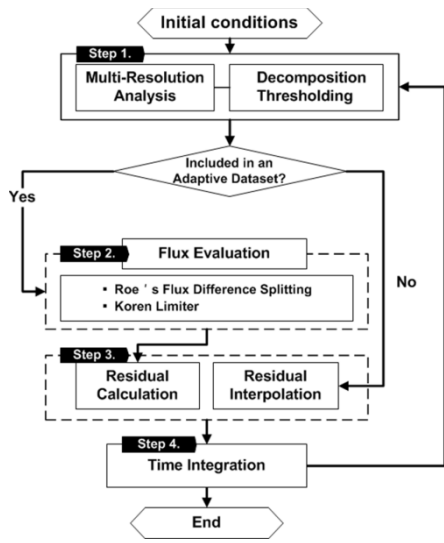 Initial conditions
Step 1.
Multi-Resolution
Analysis
Decomposition
Thresholding
Included in an
Adaptive Dataset?
Yes
No
Step 2.
Flux Evaluation
▪ Roe ′ s Flux Difference Splitting
▪ Koren Limiter
Step 3.
Residual
Calculation
Residual
Interpolation
Step 4.
Time Integration
End